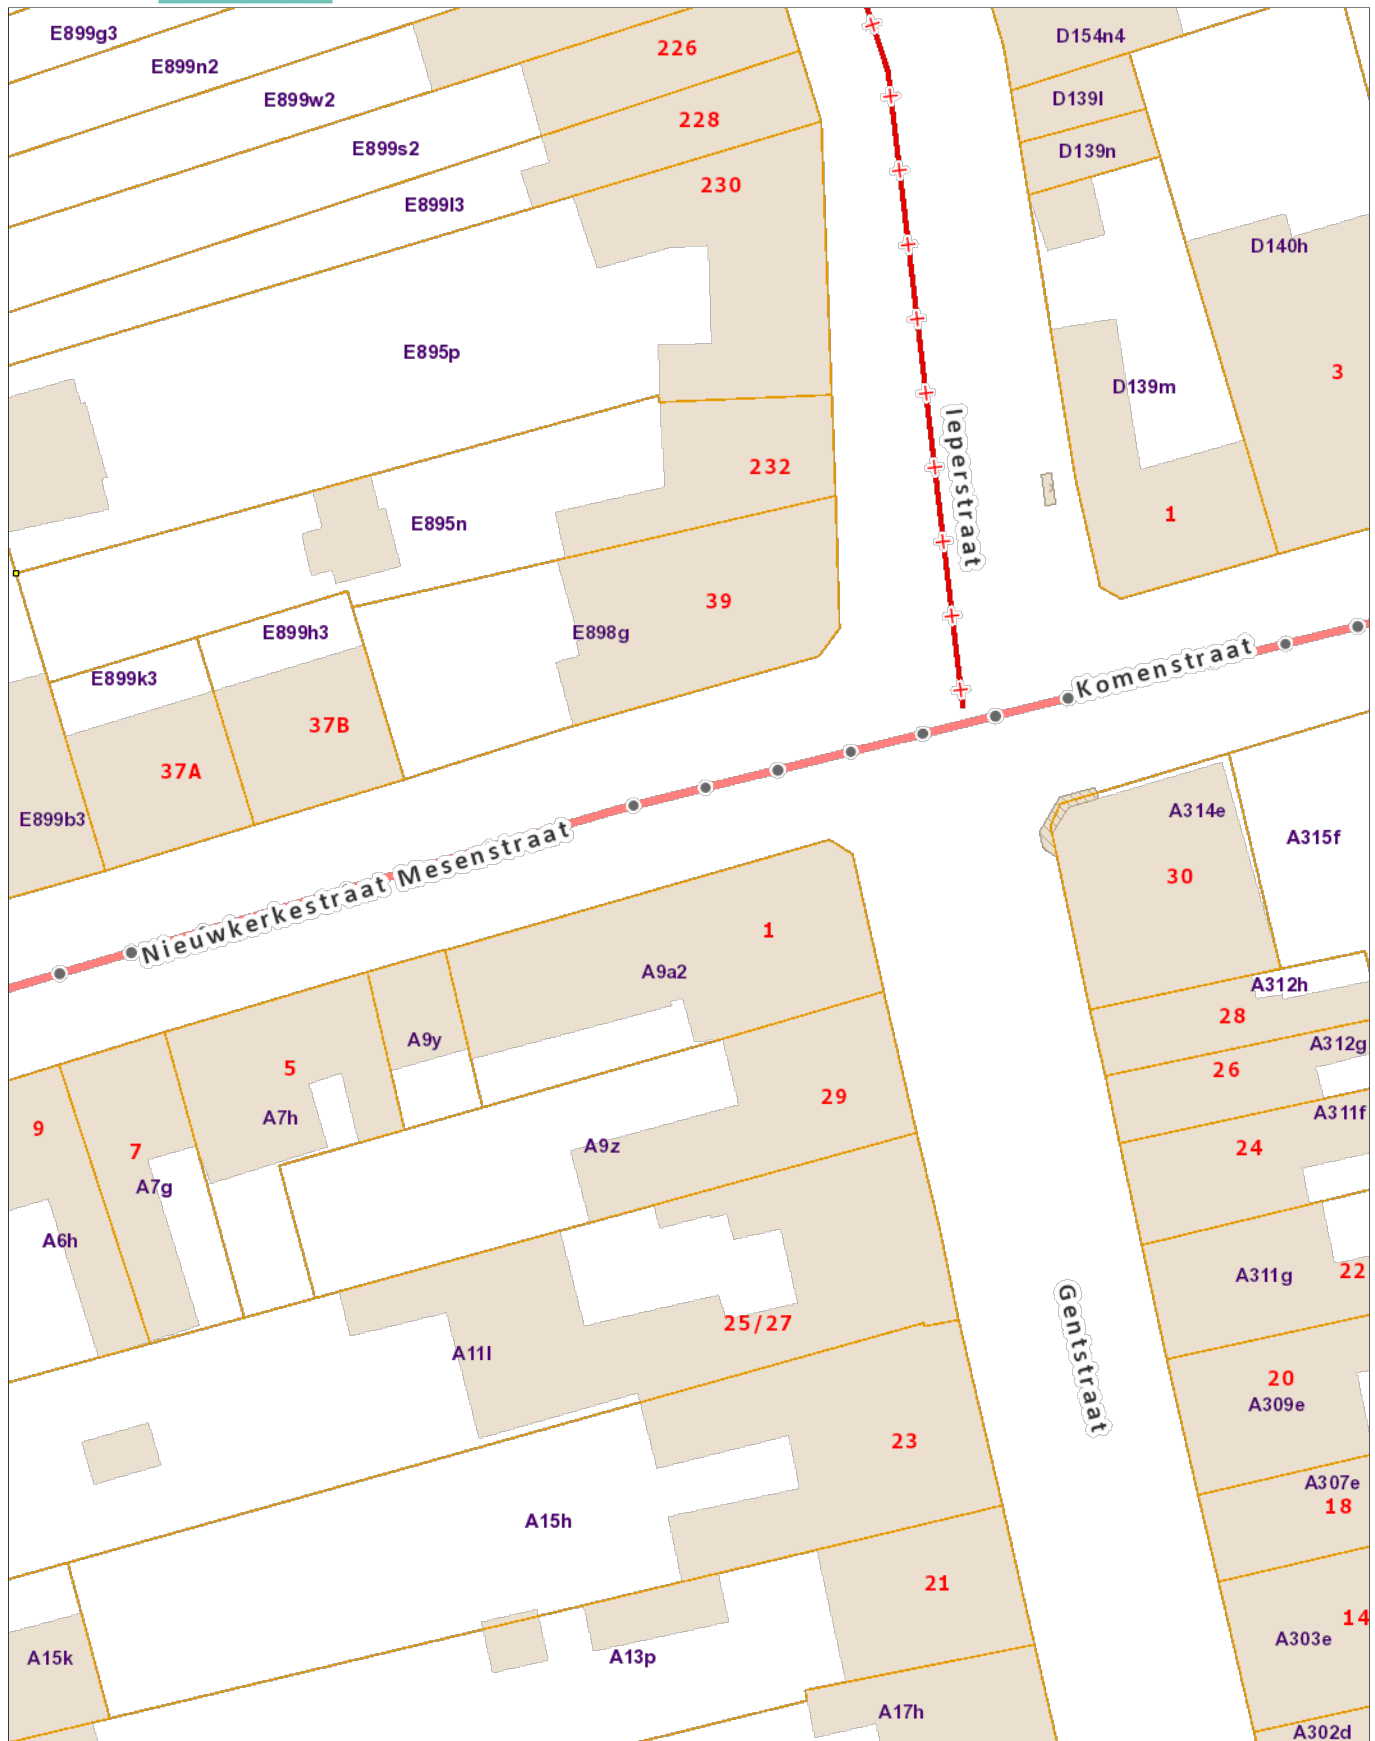 E899g3
D154n4
226
E899n2
E899w2
D139l
228
E899s2
D139n
230
E899l3
D140h
E895p
3
D139m
Ieperstraat
232
1
E895n
39
E899h3
E898g
Komenstraat
E899k3
37B
37A
A314e
E899b3
A315f
Nieuwkerkestraat Mesenstraat
30
1
A9a2
A312h
28
A9y
A312g
5
26
29
A311f
A7h
9
A9z
24
7
A7g
A6h
22
A311g
25/27
Gentstraat
A11l
20
A309e
23
A307e
18
A15h
21
14
A303e
A15k
A13p
A17h
A302d